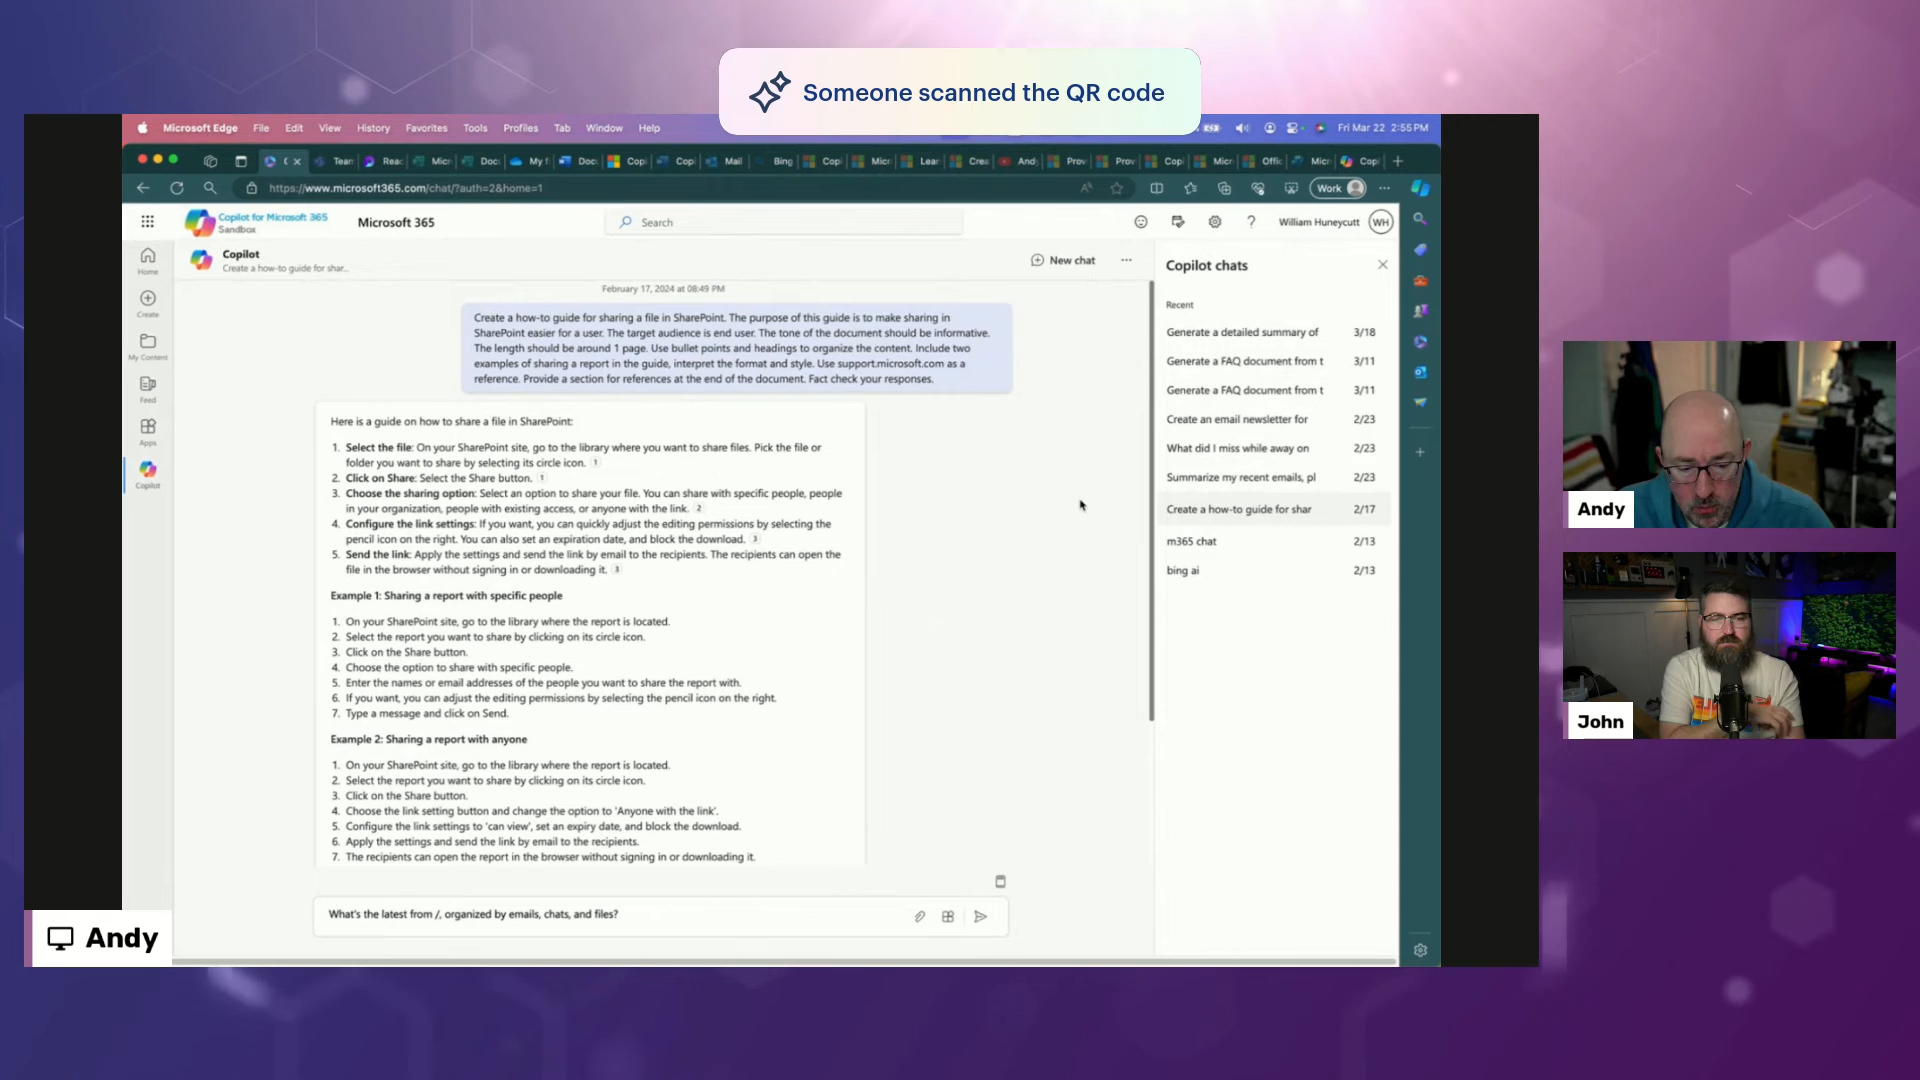 Someone scanned the QR code
Microsoft Edge File Edit View History Favorites Tools Profiles Tab Window Help
Fri Mar 22 2:55PM
Tear Reac Micr Doc My f Doc Copi Copi Mail Bing Copi Micr Lear Crea And Prov Prov Cop Micr Offic Micr Copi
https://www.microsoft365.com/chat/?auth=2&home=1
Work
Copilot for Microsoft 365
Sandbox
Microsoft 365
Search
William Huneycutt
WH
Home
Create
My Content
Feed
Apps
Copilot
Copilot
Create a how-to guide for shar...
New chat
February 17, 2024 at 08:49 PM
Create a how-to guide for sharing a file in SharePoint. The purpose of this guide is to make sharing in
SharePoint easier for a user. The target audience is end user. The tone of the document should be informative.
The length should be around 1 page. Use bullet points and headings to organize the content. Include two
examples of sharing a report in the guide, interpret the format and style. Use support.microsoft.com as a
reference. Provide a section for references at the end of the document. Fact check your responses.
Here is a guide on how to share a file in SharePoint:
1. Select the file: On your SharePoint site, go to the library where you want to share files. Pick the file or
folder you want to share by selecting its circle icon. 1
2. Click on Share: Select the Share button. 1
3. Choose the sharing option: Select an option to share your file. You can share with specific people, people
in your organization, people with existing access, or anyone with the link. 2
4. Configure the link settings: If you want, you can quickly adjust the editing permissions by selecting the
pencil icon on the right. You can also set an expiration date, and block the download. 3
5. Send the link: Apply the settings and send the link by email to the recipients. The recipients can open the
file in the browser without signing in or downloading it. 3
Example 1: Sharing a report with specific people
1. On your SharePoint site, go to the library where the report is located.
2. Select the report you want to share by clicking on its circle icon.
3. Click on the Share button.
4. Choose the option to share with specific people.
5. Enter the names or email addresses of the people you want to share the report with.
6. If you want, you can adjust the editing permissions by selecting the pencil icon on the right.
7. Type a message and click on Send.
Example 2: Sharing a report with anyone
1. On your SharePoint site, go to the library where the report is located.
2. Select the report you want to share by clicking on its circle icon.
3. Click on the Share button.
4. Choose the link setting button and change the option to 'Anyone with the link'.
5. Configure the link settings to 'can view', set an expiry date, and block the download.
6. Apply the settings and send the link by email to the recipients.
7. The recipients can open the report in the browser without signing in or downloading it.
What's the latest from /, organized by emails, chats, and files?
Copilot chats
Recent
Generate a detailed summary of 3/18
Generate a FAQ document from t 3/11
Generate a FAQ document from t 3/11
Create an email newsletter for 2/23
What did I miss while away on 2/23
Summarize my recent emails, pl 2/23
Create a how-to guide for shar 2/17
m365 chat 2/13
bing ai 2/13
Andy
Andy
John